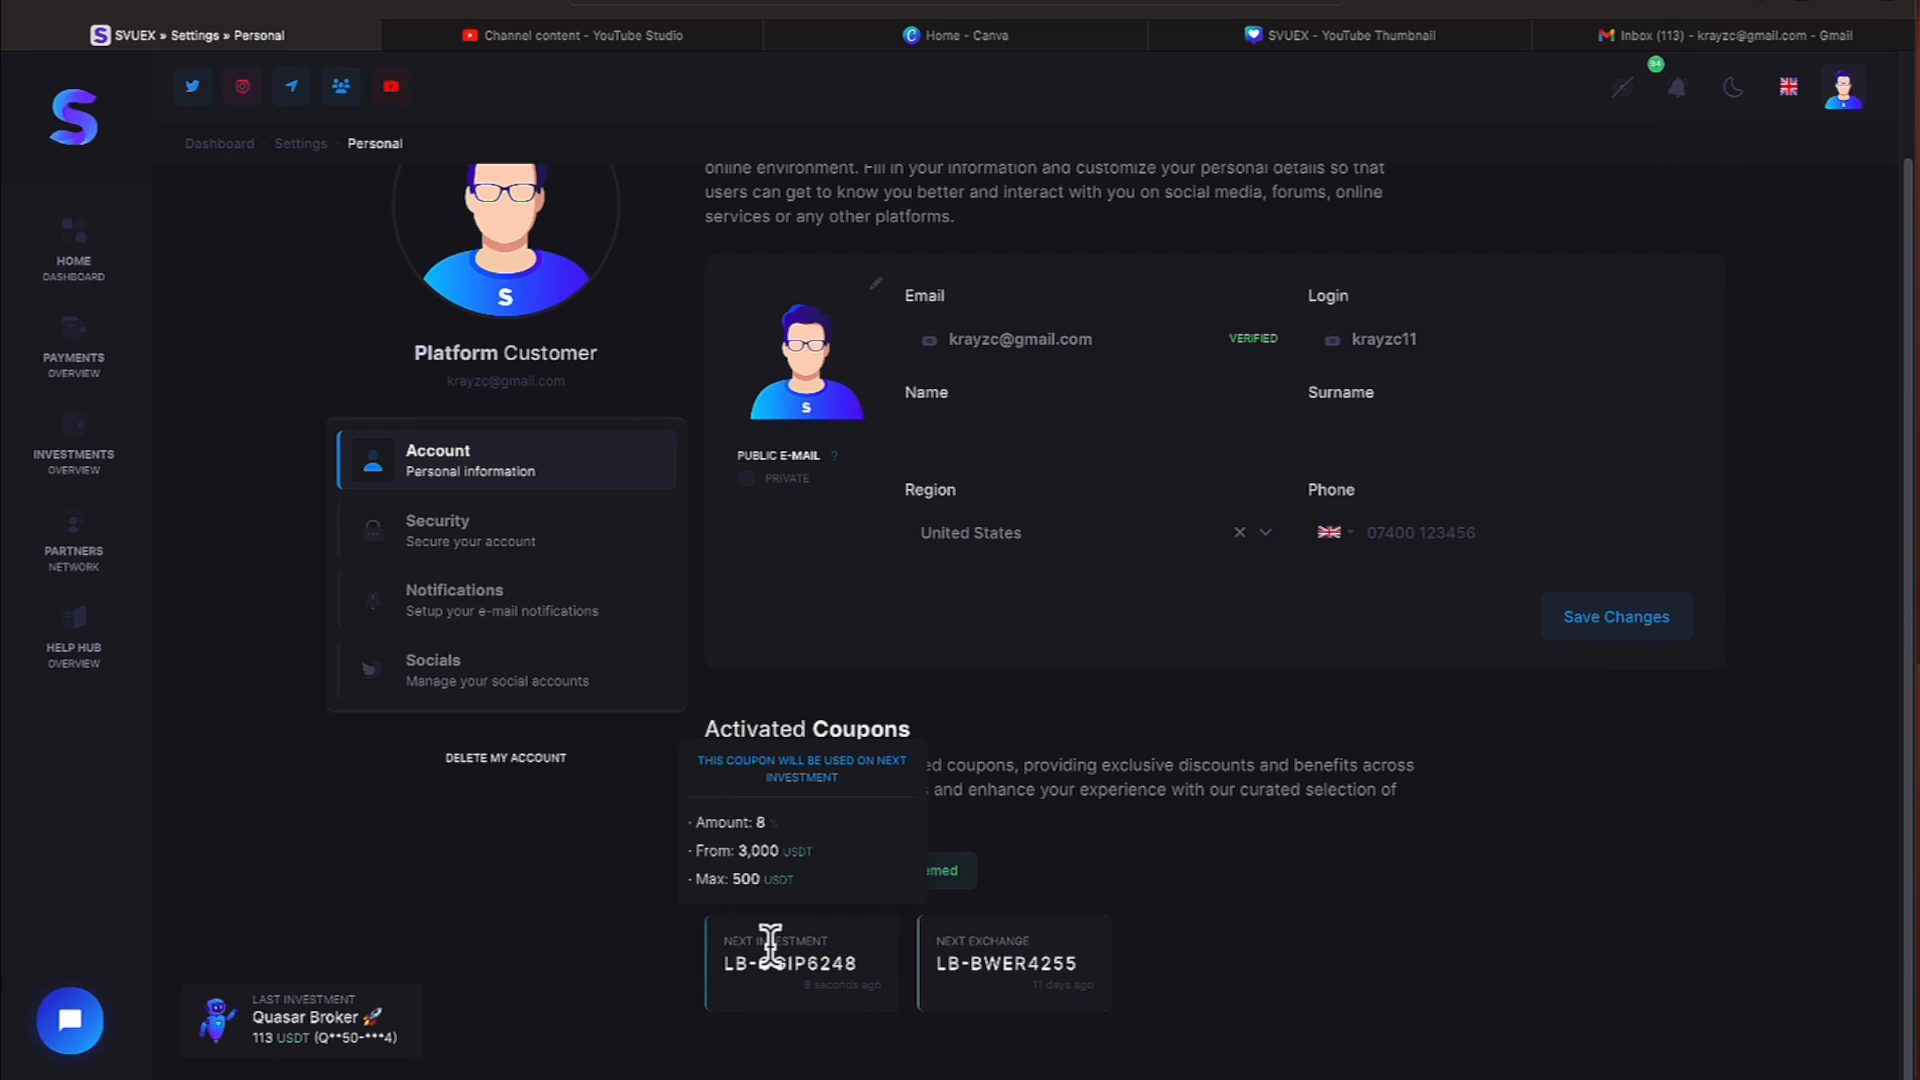 SVUEX » Settings » Personal
Channel content - YouTube Studio
Home - Canva
SVUEX - YouTube Thumbnail
Inbox (113) - krayzc@gmail.com - Gmail
94
Dashboard - Settings - Personal
HOME
DASHBOARD
PAYMENTS
OVERVIEW
INVESTMENTS
OVERVIEW
PARTNERS
NETWORK
HELP HUB
OVERVIEW
S
Platform Customer
krayzc@gmail.com
Account
Personal information
Security
Secure your account
Notifications
Setup your e-mail notifications
Socials
Manage your social accounts
DELETE MY ACCOUNT
online environment. Fill in your information and customize your personal details so that
users can get to know you better and interact with you on social media, forums, online
services or any other platforms.
S
PUBLIC E-MAIL ?
PRIVATE
Email
krayzc@gmail.com VERIFIED
Login
krayzc11
Name
Surname
Region
United States
Phone
07400 123456
Save Changes
Activated Coupons
THIS COUPON WILL BE USED ON NEXT
INVESTMENT
· Amount: 8 %
· From: 3,000 USDT
· Max: 500 USDT
ed coupons, providing exclusive discounts and benefits across
and enhance your experience with our curated selection of
emed
NEXT INVESTMENT
8 seconds ago
NEXT EXCHANGE
LB-BWER4255
11 days ago
LAST INVESTMENT
Quasar Broker 🚀
113 USDT (Q**50-***4)